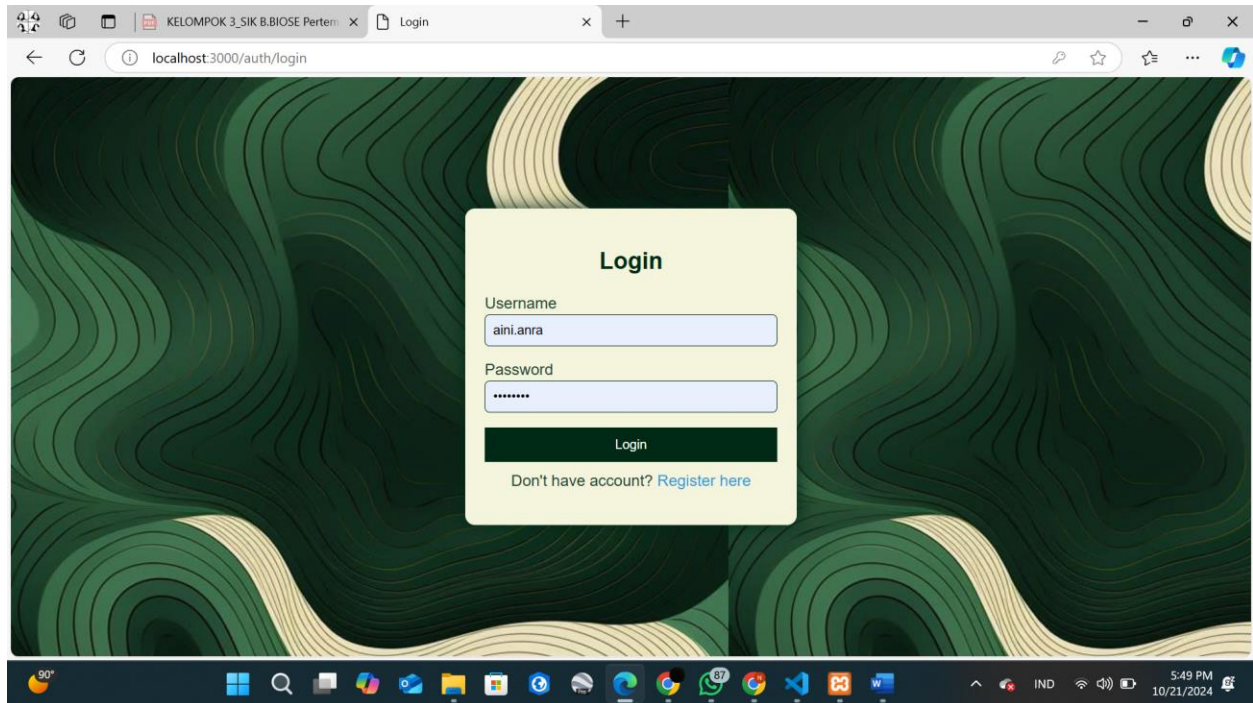 KELOMPOK 3_SIK B.BIOSE Pertem
Login
localhost:3000/auth/login
Login
Username
aini.anra
Password
••••••••
Login
Don't have account? Register here
90°
87
IND
5:49 PM
10/21/2024